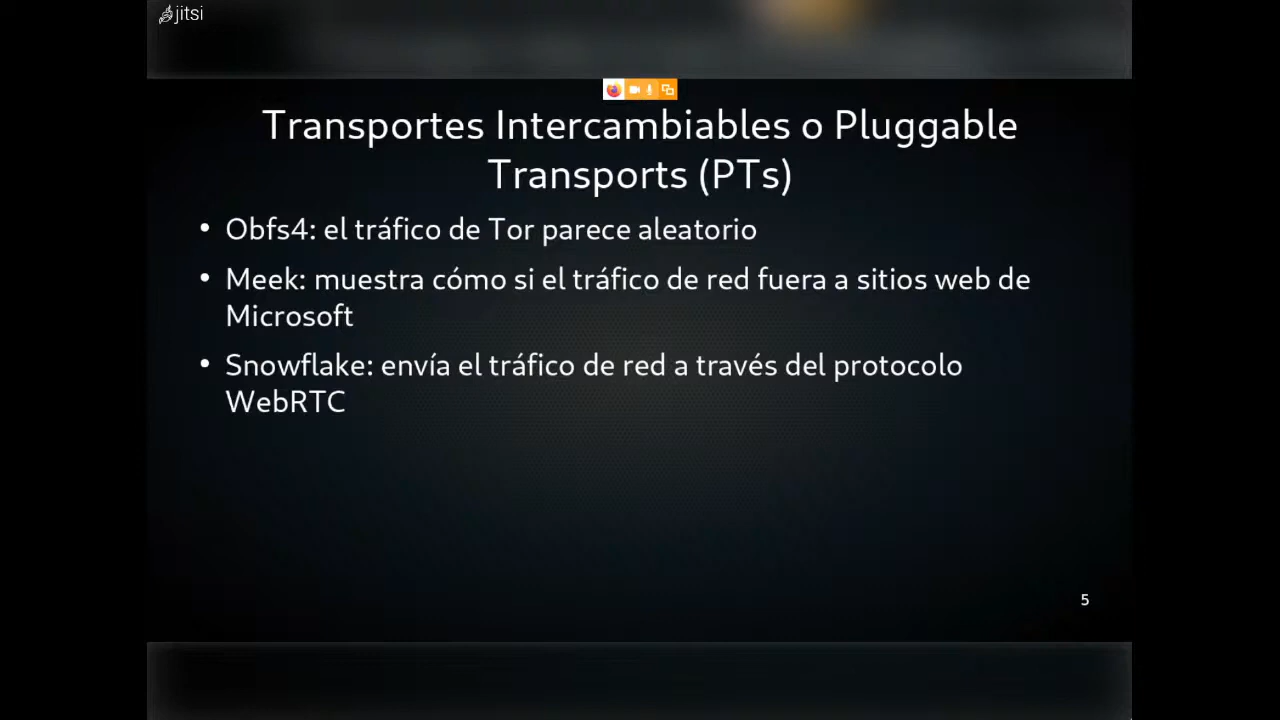 jitsi
Transportes Intercambiables o Pluggable
Transports (PTs)
• Obfs4: el tráfico de Tor parece aleatorio
• Meek: muestra cómo si el tráfico de red fuera a sitios web de
Microsoft
• Snowflake: envía el tráfico de red a través del protocolo
WebRTC
5